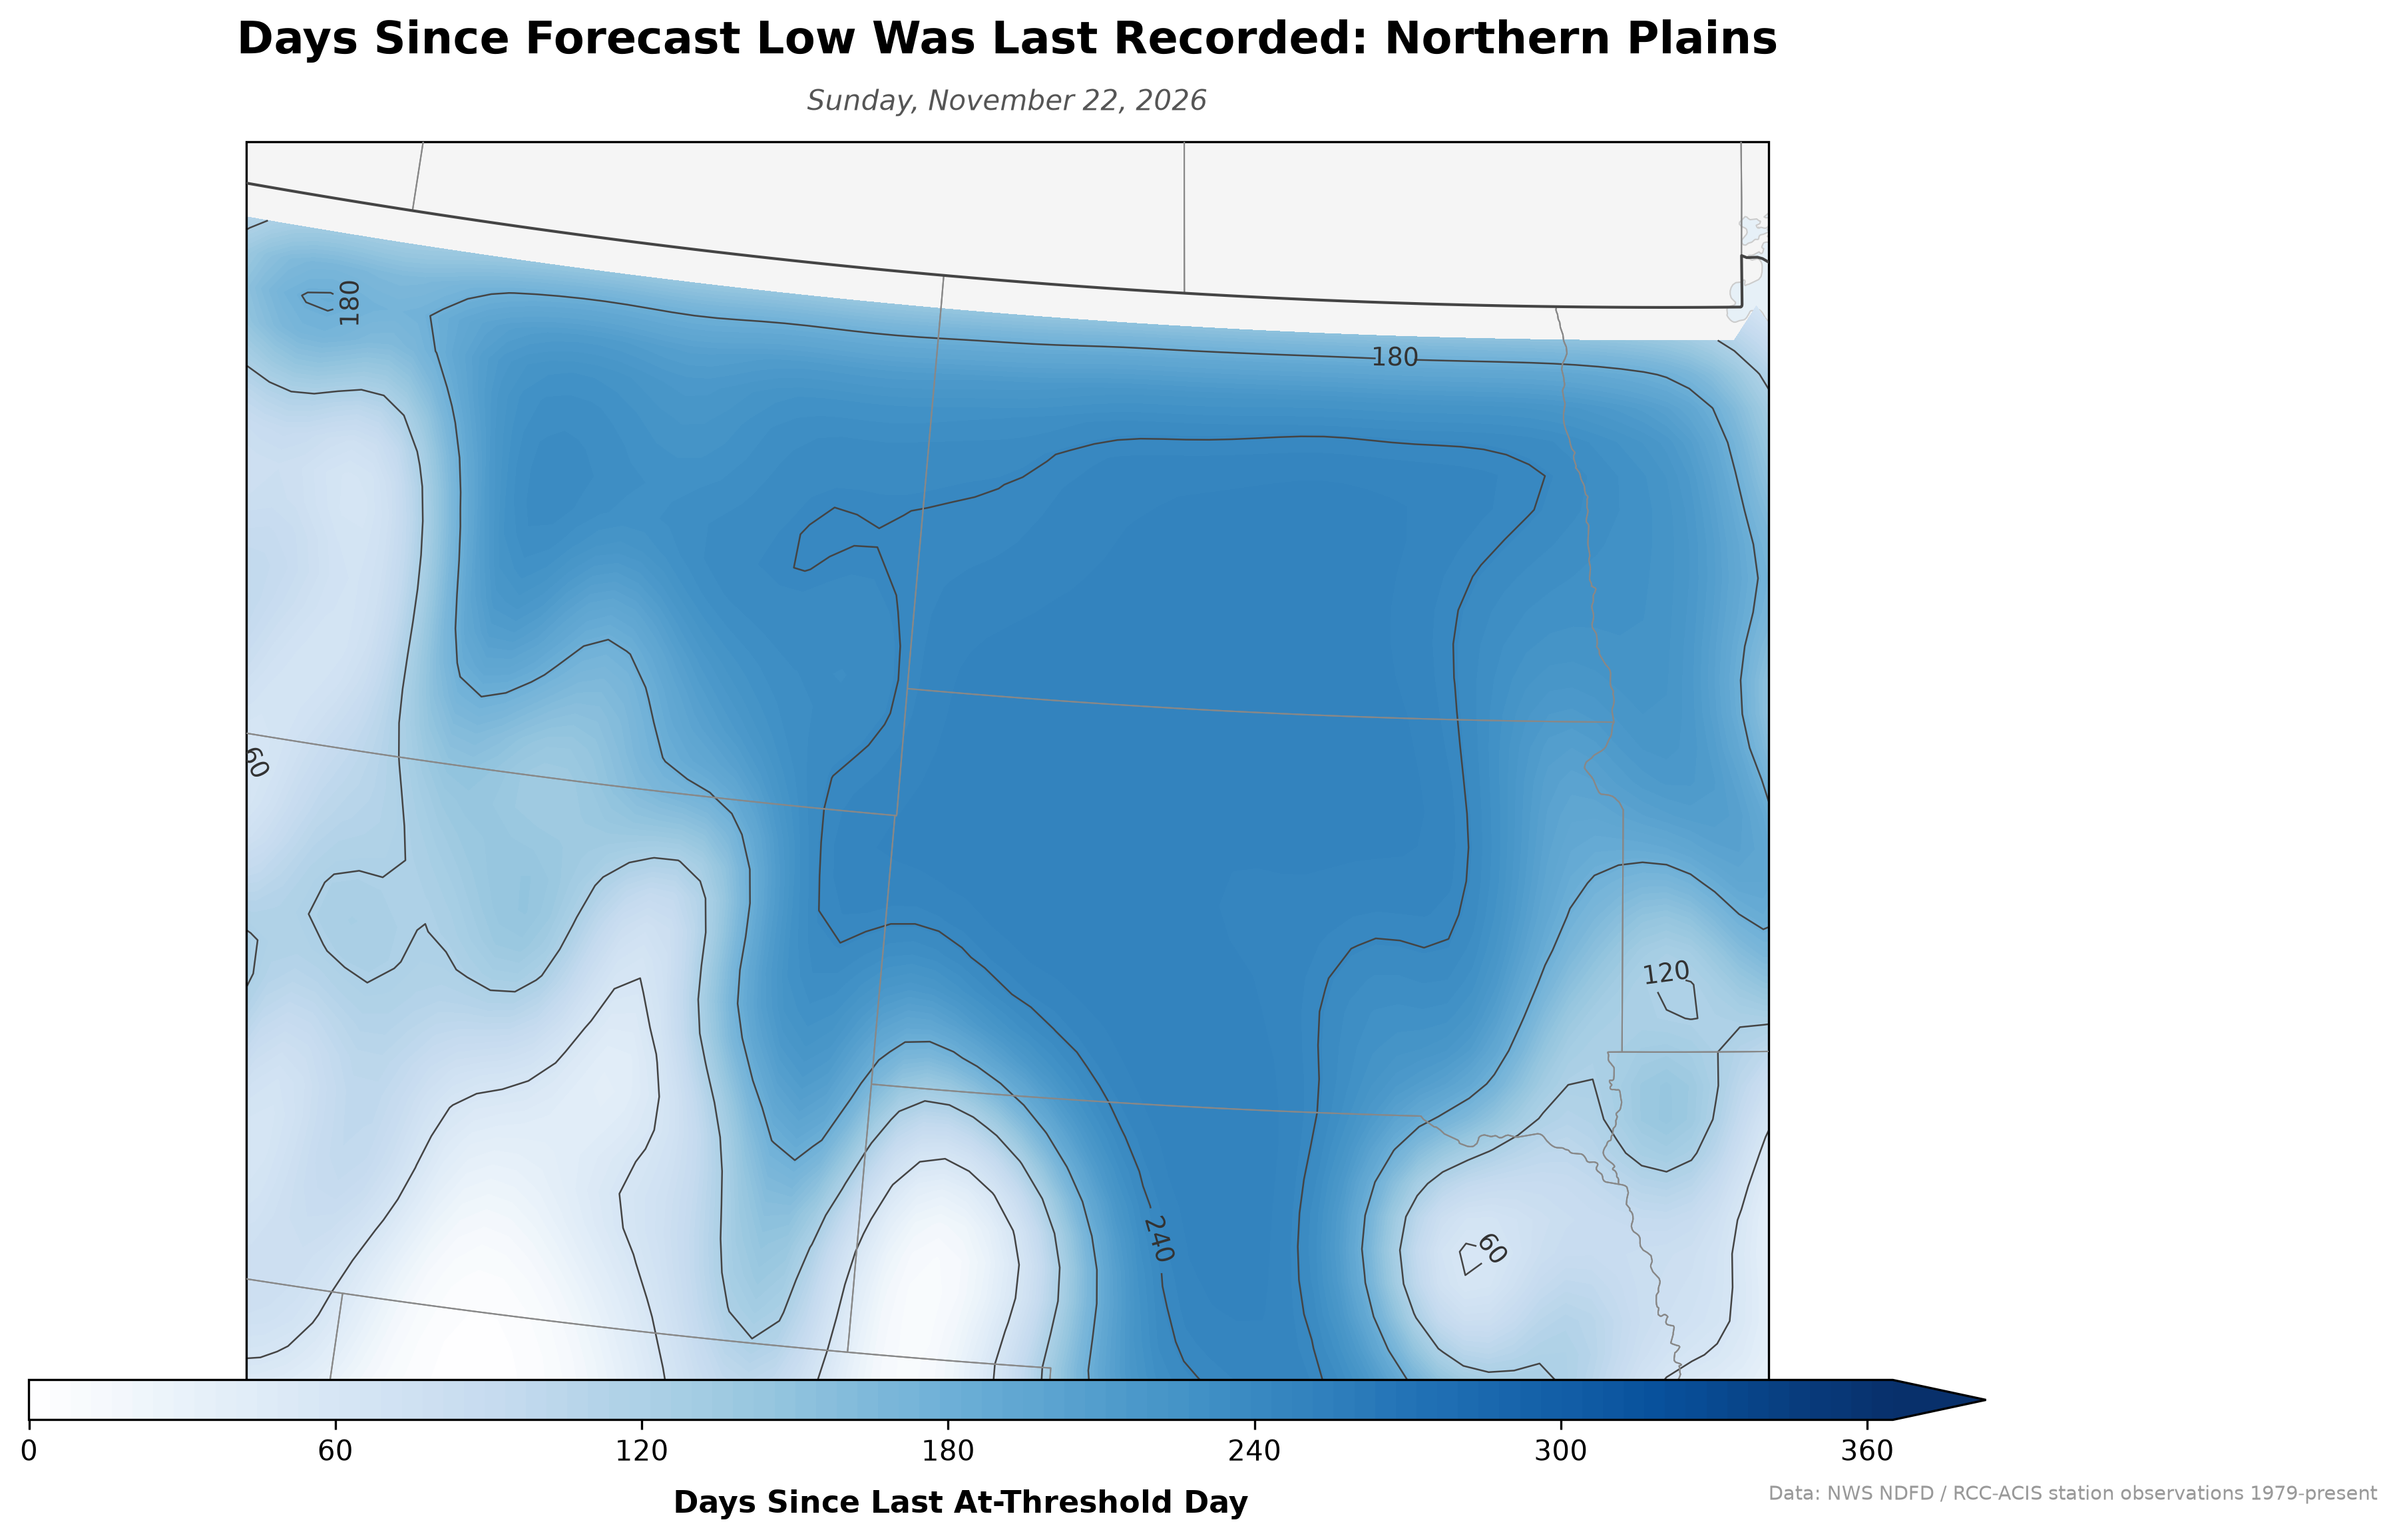 Days Since Forecast Low Was Last Recorded: Northern Plains
Sunday, November 22, 2026
180
180
60
120
240
60
0 60 120 180 240 300 360
Days Since Last At-Threshold Day
Data: NWS NDFD / RCC-ACIS station observations 1979-present